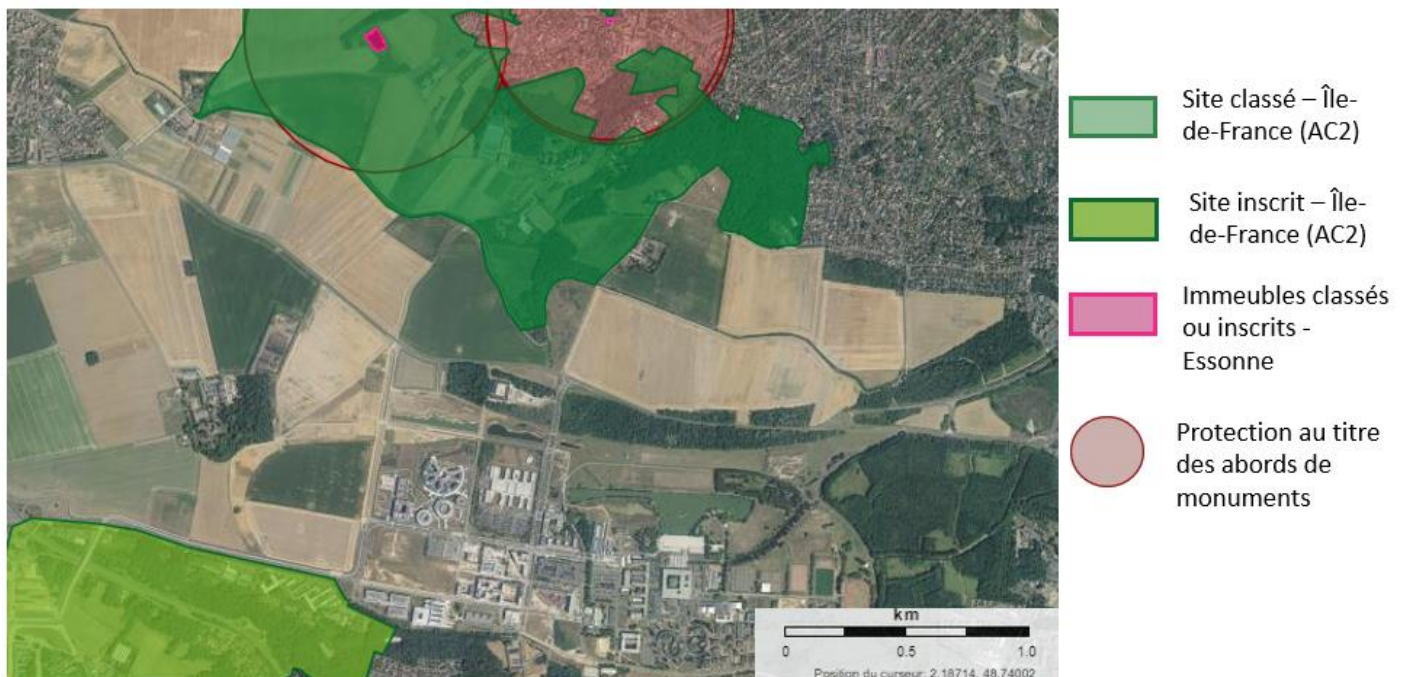 Site classé – Île-
de-France (AC2)
Site inscrit – Île-
de-France (AC2)
Immeubles classés
ou inscrits -
Essonne
Protection au titre
des abords de
monuments
km
0 0.5 1.0
Position du curseur: 2.18714, 48.74002